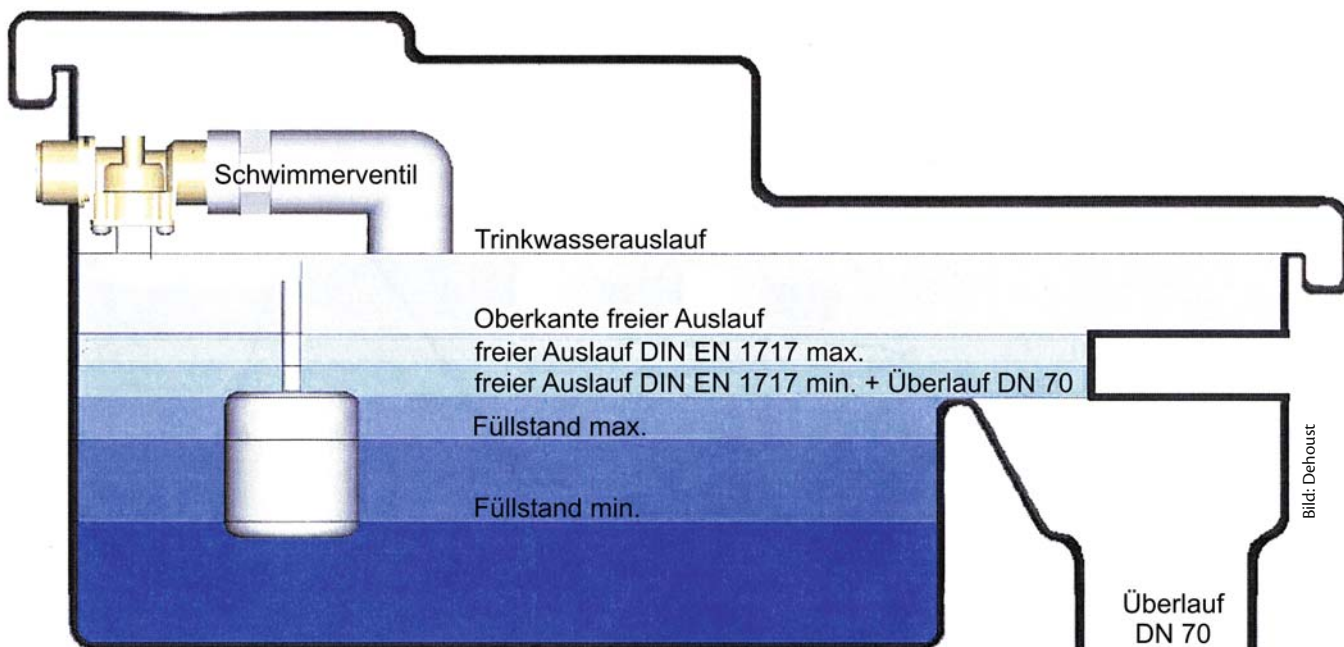 Schwimmerventil
Trinkwasserauslauf
Oberkante freier Auslauf
freier Auslauf DIN EN 1717 max.
freier Auslauf DIN EN 1717 min. + Überlauf DN 70
Füllstand max.
Füllstand min.
Überlauf
DN 70
Bild: Dehoust